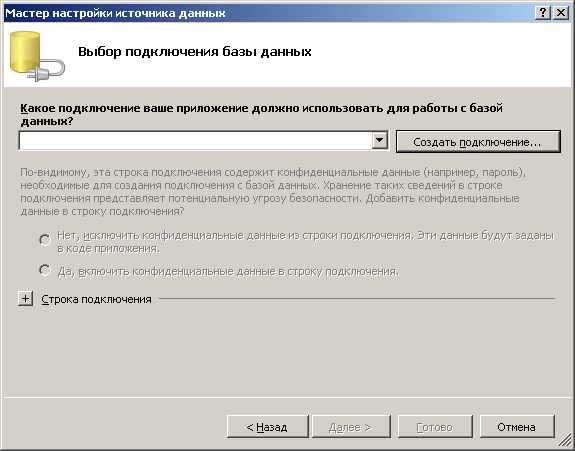 Мастер настройки источника данных
Выбор подключения базы данных
Какое подключение ваше приложение должно использовать для работы с базой
данных?
Создать подключение...
По-видимому, эта строка подключения содержит конфиденциальные данные (например, пароль),
необходимые для создания подключения с базой данных. Хранение таких сведений в строке
подключения представляет потенциальную угрозу безопасности. Добавить конфиденциальные
данные в строку подключения?
Нет, исключить конфиденциальные данные из строки подключения. Эти данные будут заданы
в коде приложения.
Да, включить конфиденциальные данные в строку подключения.
Строка подключения
< Назад
Далее >
Готово
Отмена